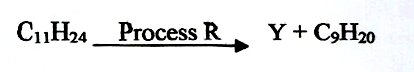 C₁₁H₂₄ Process R Y + C₉H₂₀